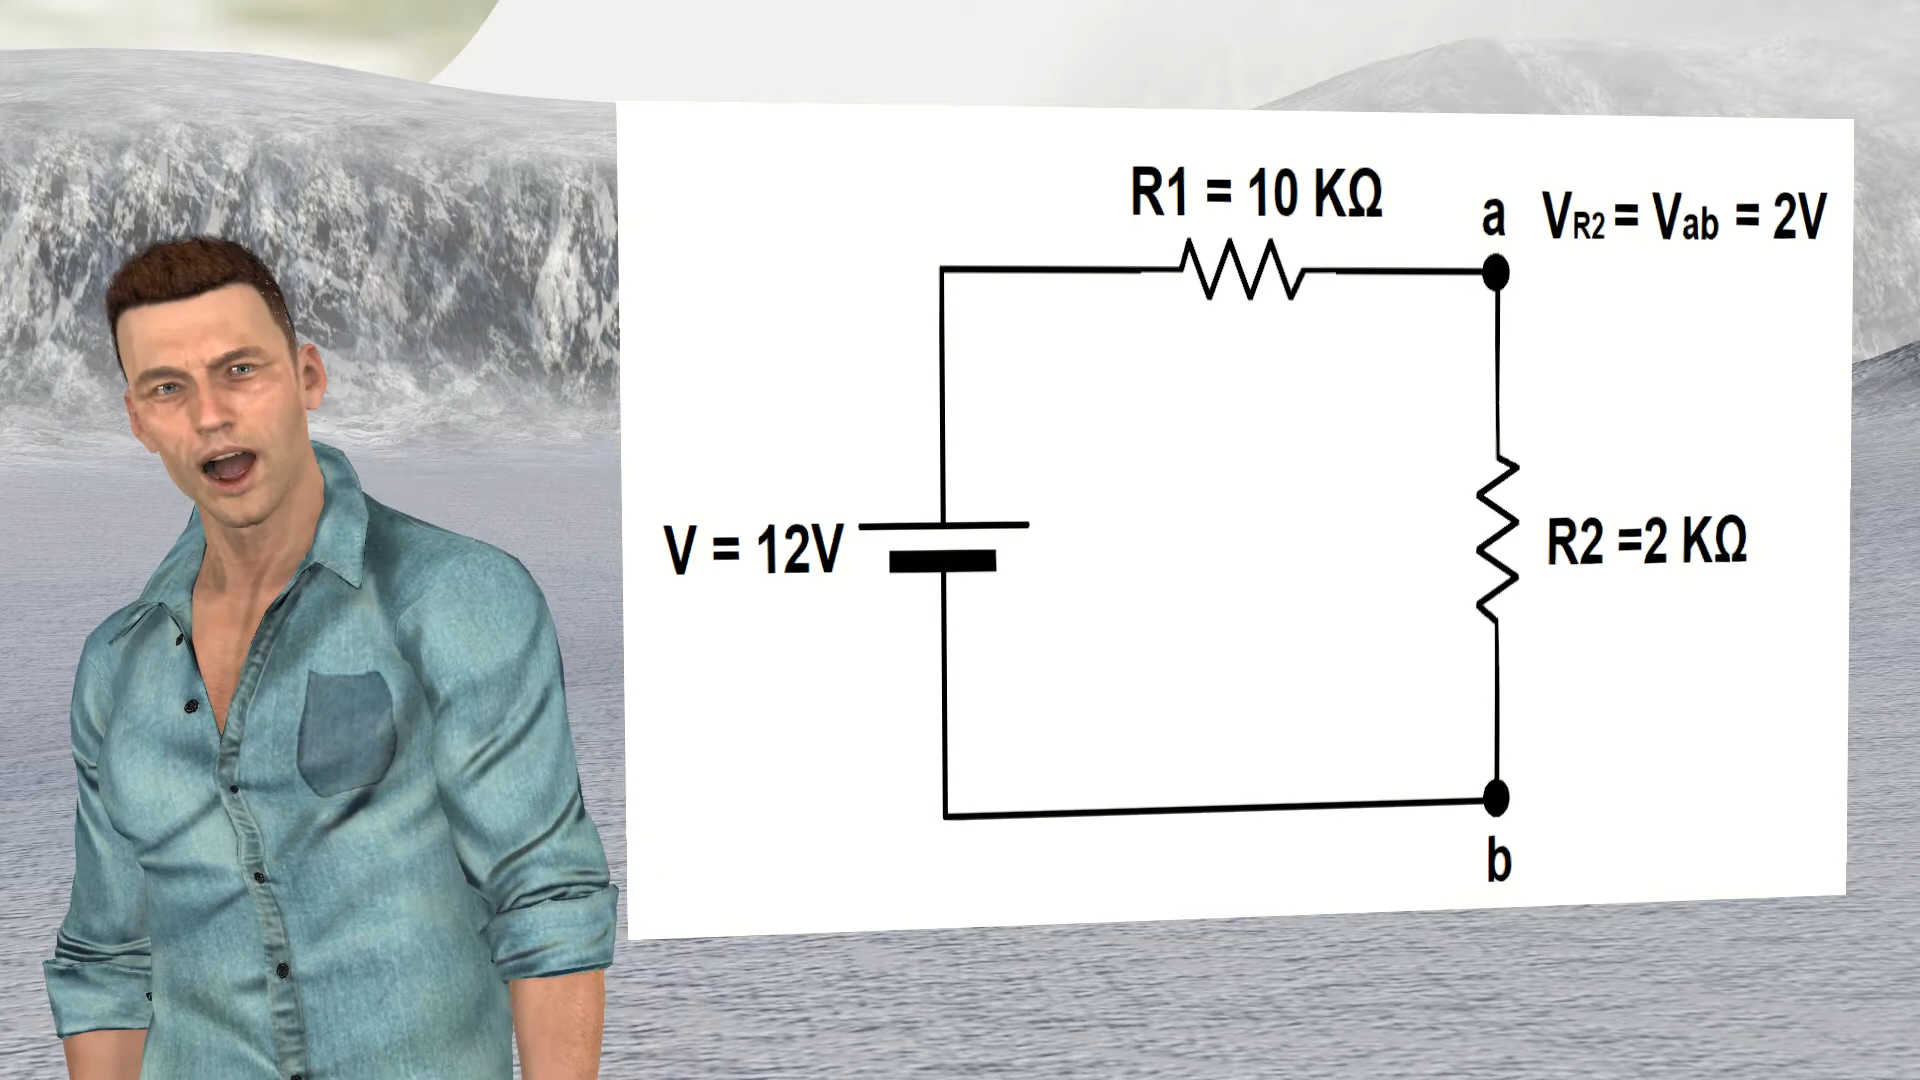 R1 = 10 KΩ
a VR2 = Vab = 2V
V = 12V
R2 =2 KΩ
b